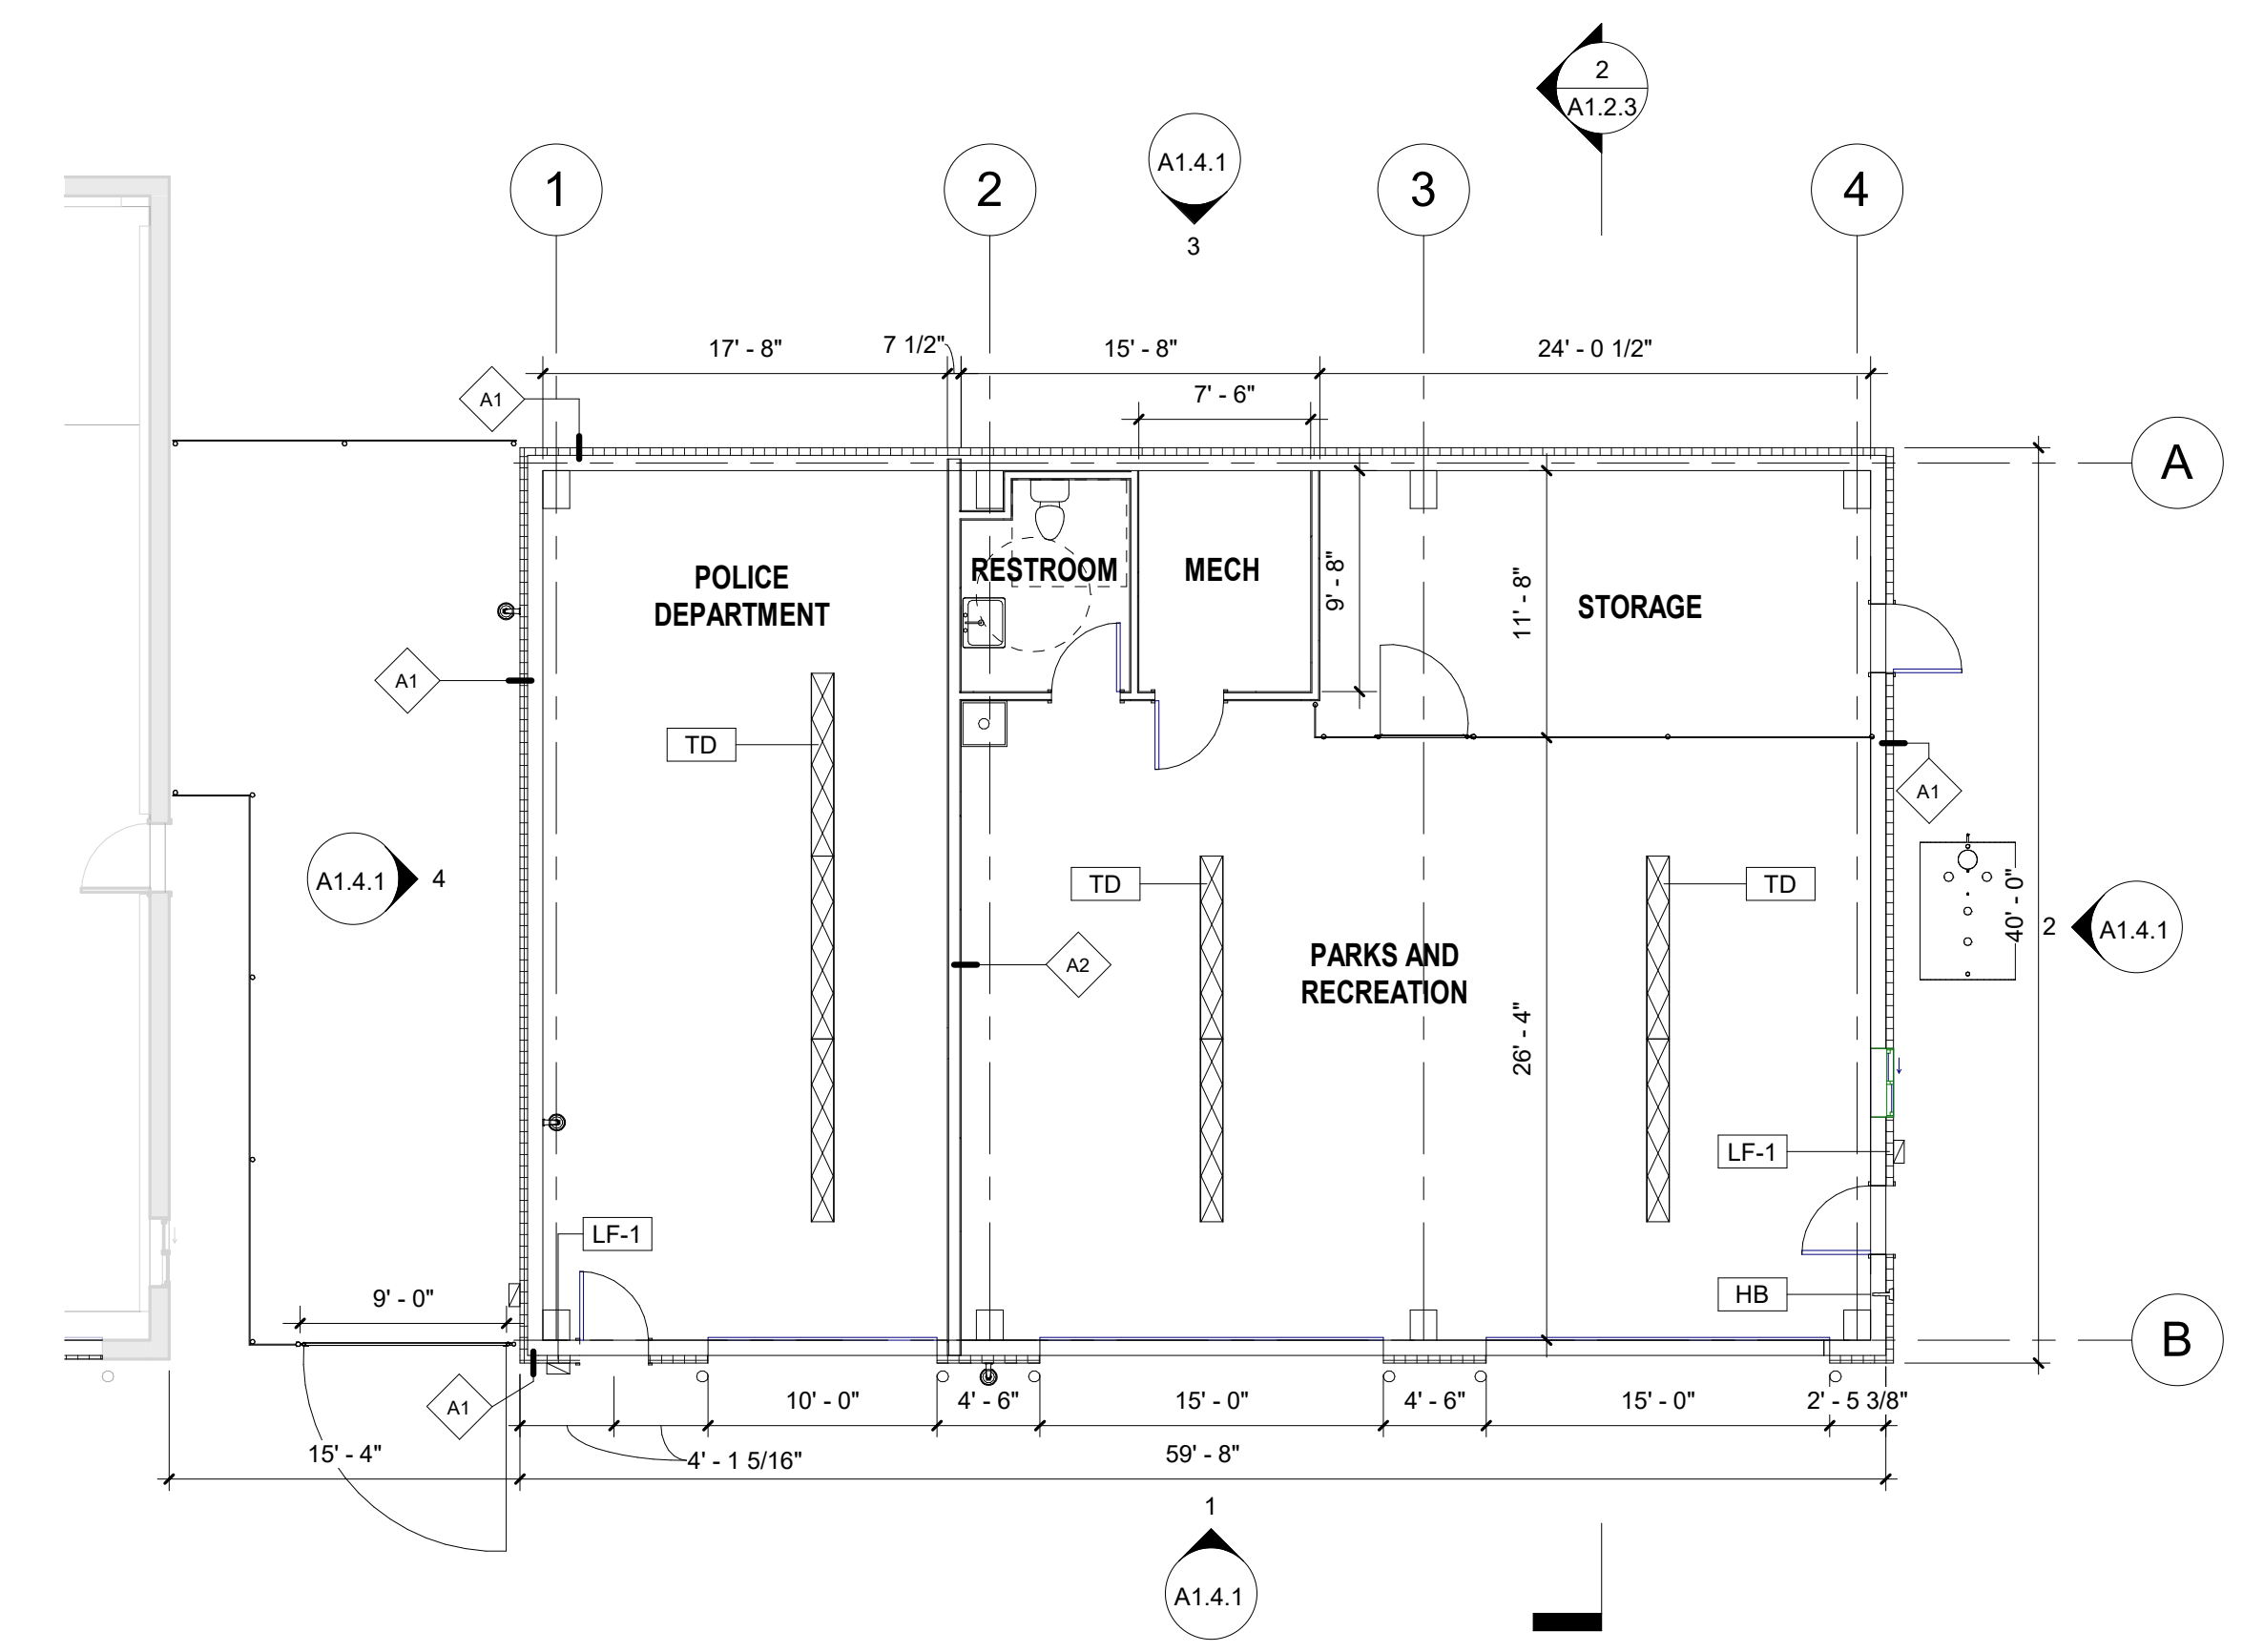 2
A1.2.3
A1.4.1
3
1
2
3
4
17' - 8"
7 1/2"
15' - 8"
24' - 0 1/2"
7' - 6"
A1
A
POLICE
DEPARTMENT
RESTROOM
MECH
9' - 8"
11' - 8"
STORAGE
A1
TD
A1
A1.4.1
4
TD
TD
40' - 0"
2
A1.4.1
A2
PARKS AND
RECREATION
26' - 4"
LF-1
LF-1
HB
9' - 0"
B
A1
10' - 0"
4' - 6"
15' - 0"
4' - 6"
15' - 0"
2' - 5 3/8"
15' - 4"
4' - 1 5/16"
59' - 8"
1
A1.4.1